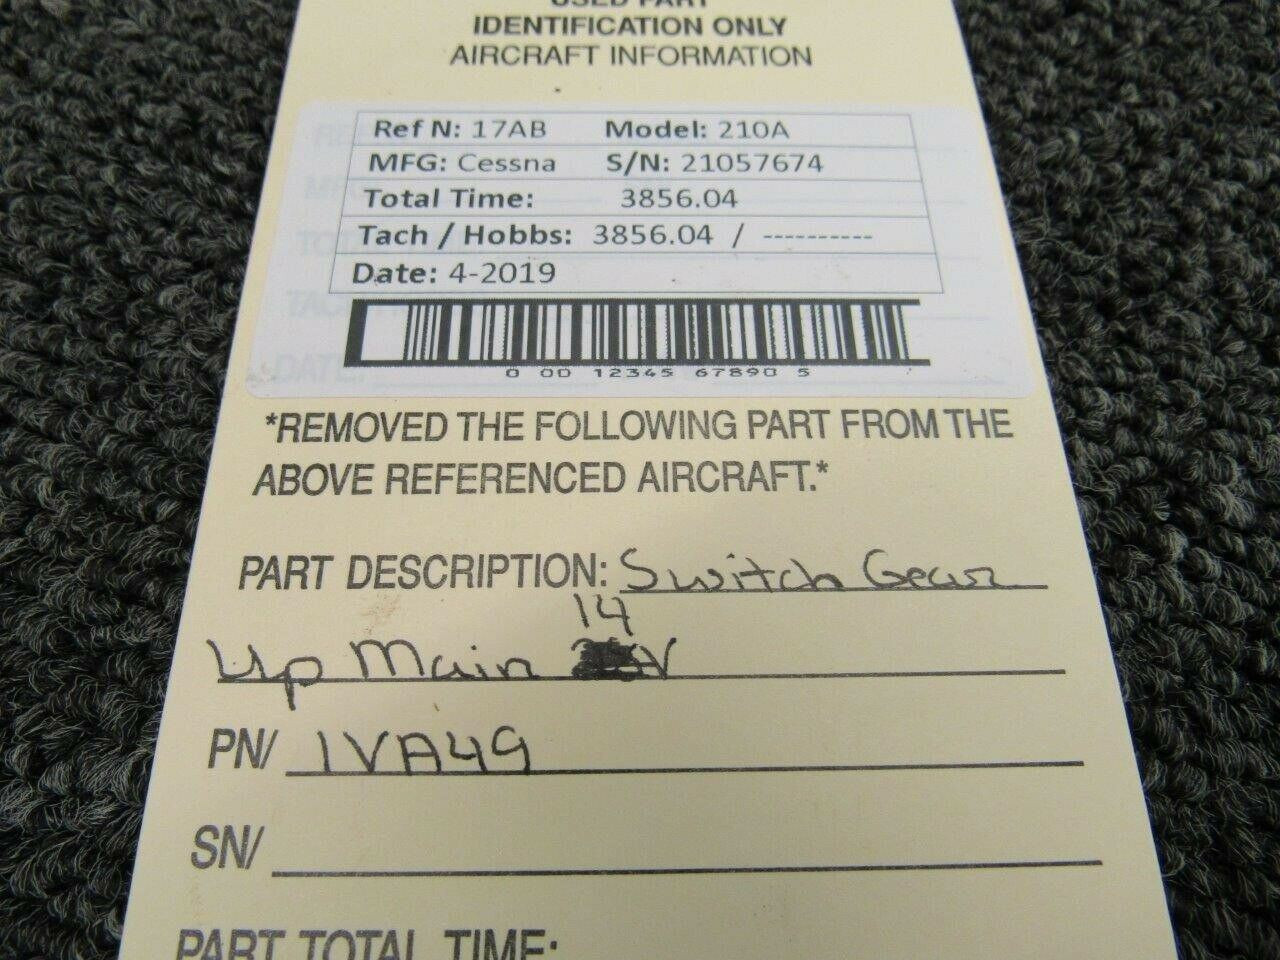 USED PART
IDENTIFICATION ONLY
AIRCRAFT INFORMATION
Ref N: 17AB Model: 210A
MFG: Cessna S/N: 21057674
Total Time: 3856.04
Tach / Hobbs: 3856.04 / ----------
Date: 4-2019
0 00 12345 67890 5
*REMOVED THE FOLLOWING PART FROM THE
ABOVE REFERENCED AIRCRAFT.*
PART DESCRIPTION: Switch Gear
14
Up Main V
PN/ 1VA49
SN/
PART TOTAL TIME: